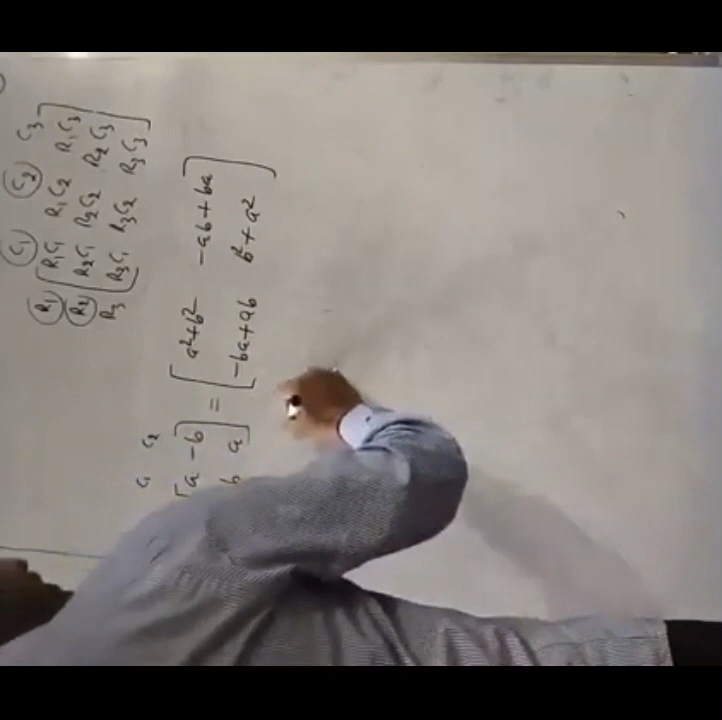 C1 C2 C3
R1 [R1C1 R1C2 R1C3]
R2 [R2C1 R2C2 R2C3]
R3 [R3C1 R3C2 R3C3]
C1 C2
[a -b] = [a²+b² -ab+ba]
b a] [-ba+ab b²+a²]